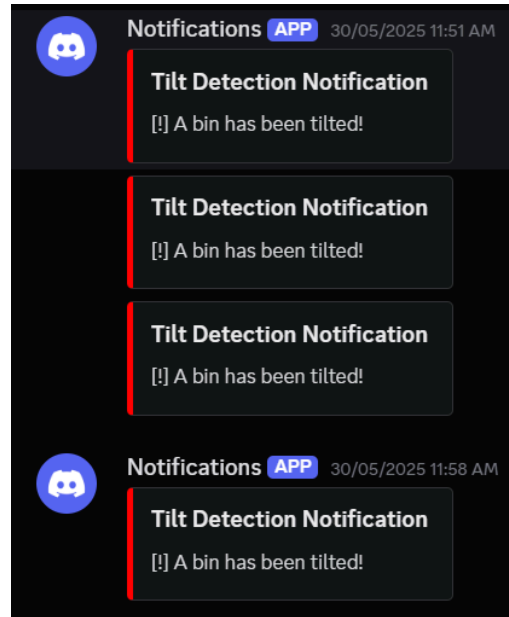 Notifications APP 30/05/2025 11:51 AM
Tilt Detection Notification
[!] A bin has been tilted!
Tilt Detection Notification
[!] A bin has been tilted!
Tilt Detection Notification
[!] A bin has been tilted!
Notifications APP 30/05/2025 11:58 AM
Tilt Detection Notification
[!] A bin has been tilted!